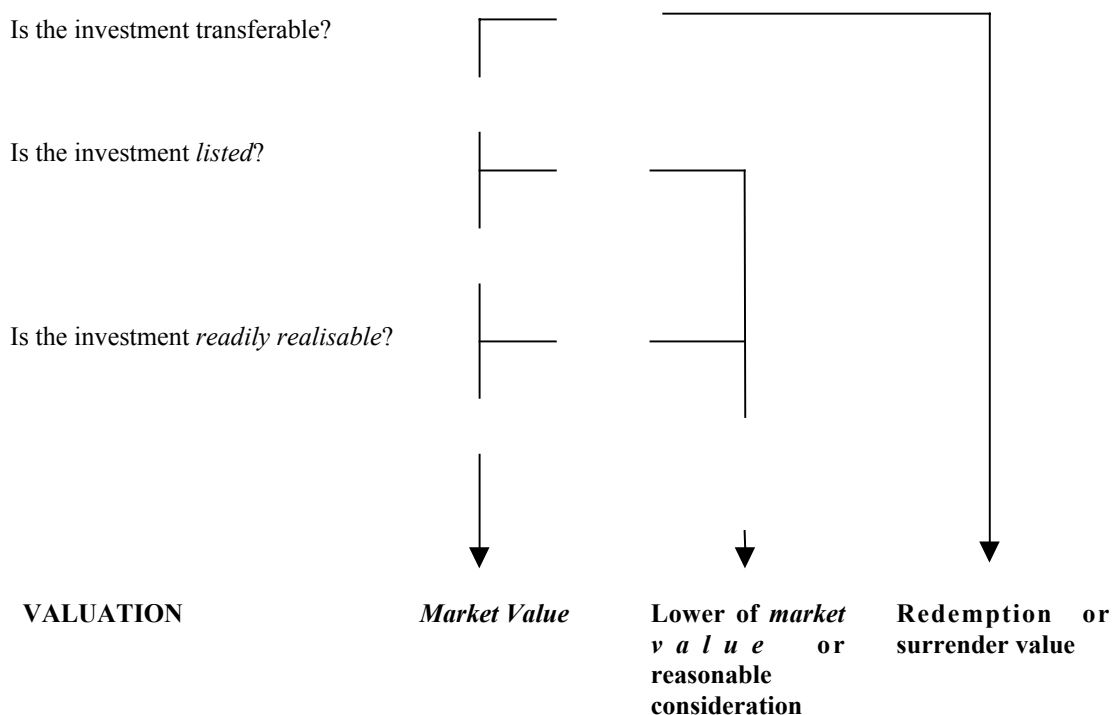 Is the investment transferable?
Is the investment listed?
Is the investment readily realisable?
VALUATION
Market Value
Lower of market
value or
reasonable
consideration
Redemption or
surrender value